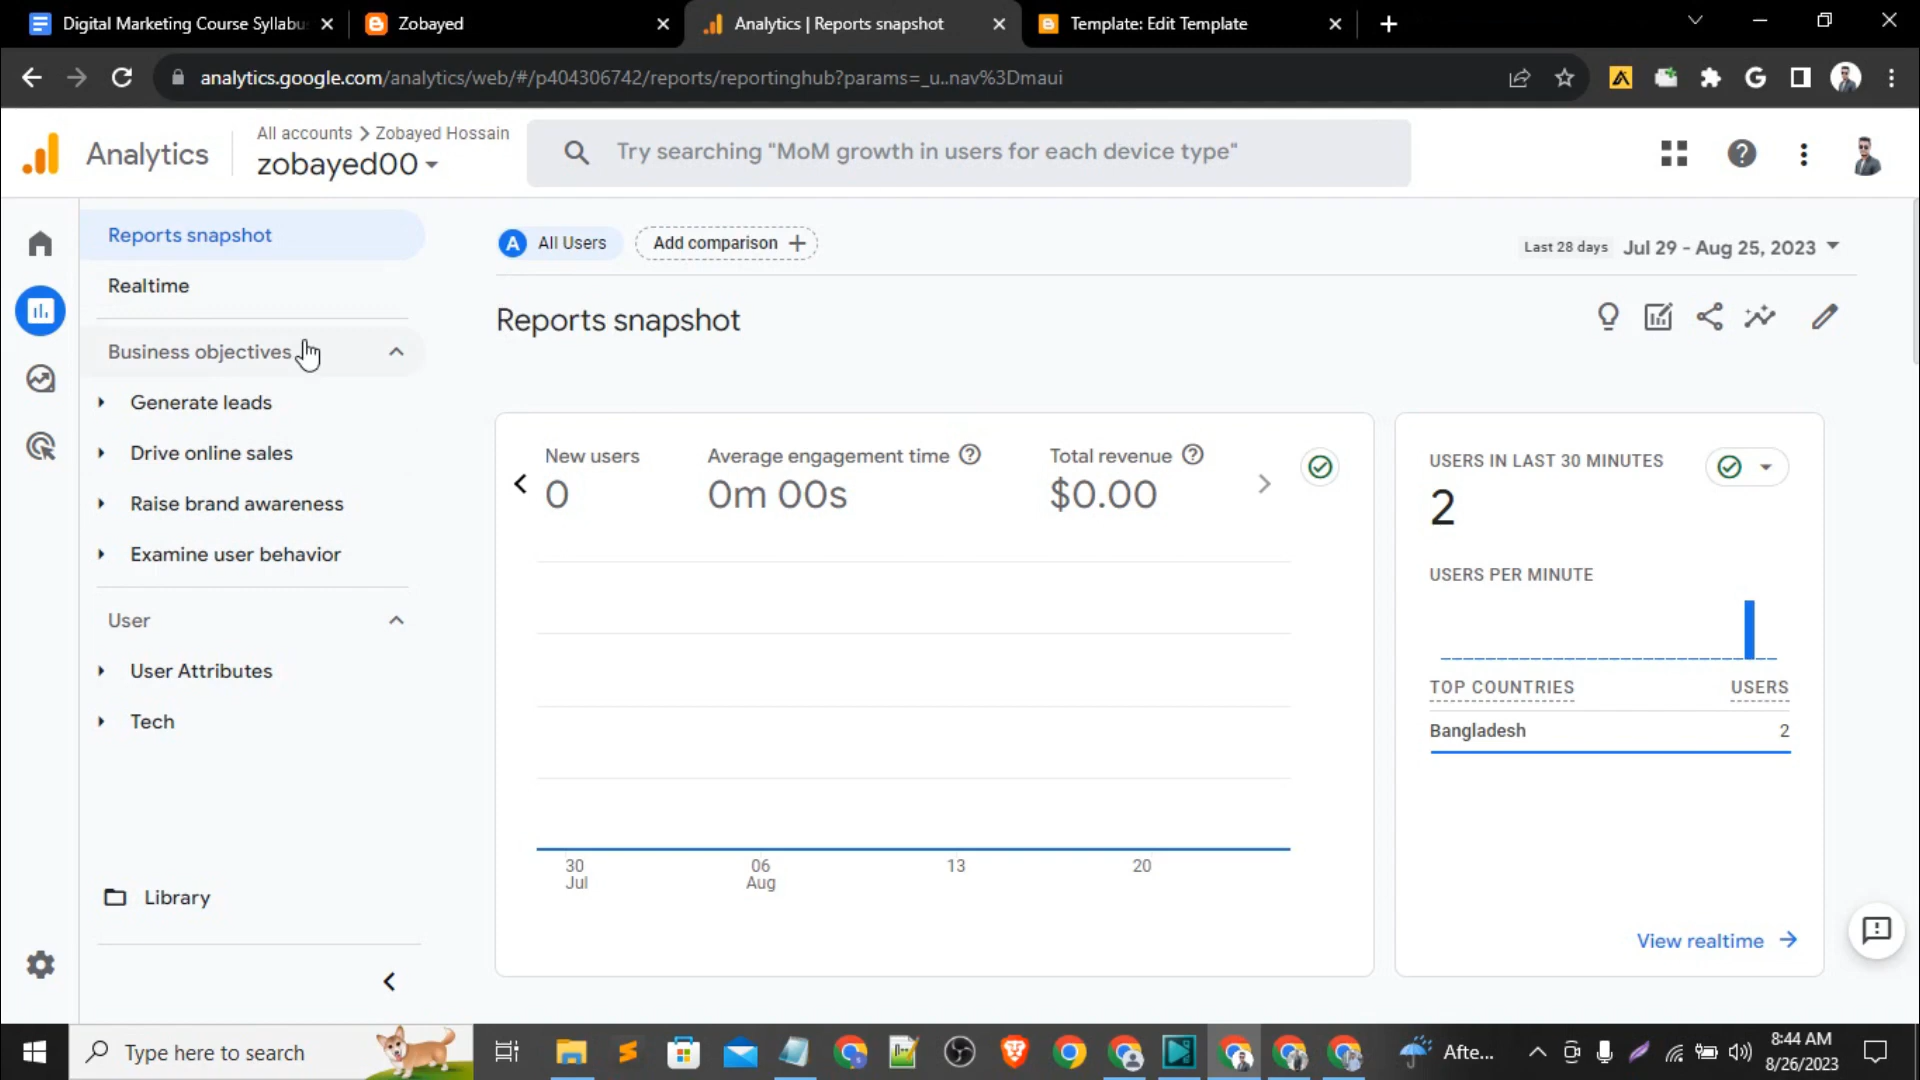 Digital Marketing Course Syllabu
Zobayed
Analytics | Reports snapshot
Template: Edit Template
analytics.google.com/analytics/web/#/p404306742/reports/reportinghub?params=_u..nav%3Dmaui
Analytics
All accounts > Zobayed Hossain
zobayed00
Try searching "MoM growth in users for each device type"
Reports snapshot
Realtime
Business objectives
Generate leads
Drive online sales
Raise brand awareness
Examine user behavior
User
User Attributes
Tech
Library
A All Users
Add comparison +
Last 28 days Jul 29 - Aug 25, 2023
Reports snapshot
New users
0
Average engagement time
0m 00s
Total revenue
$0.00
30
Jul
06
Aug
13
20
USERS IN LAST 30 MINUTES
2
USERS PER MINUTE
TOP COUNTRIES USERS
Bangladesh 2
View realtime
Type here to search
Afte...
8:44 AM
8/26/2023